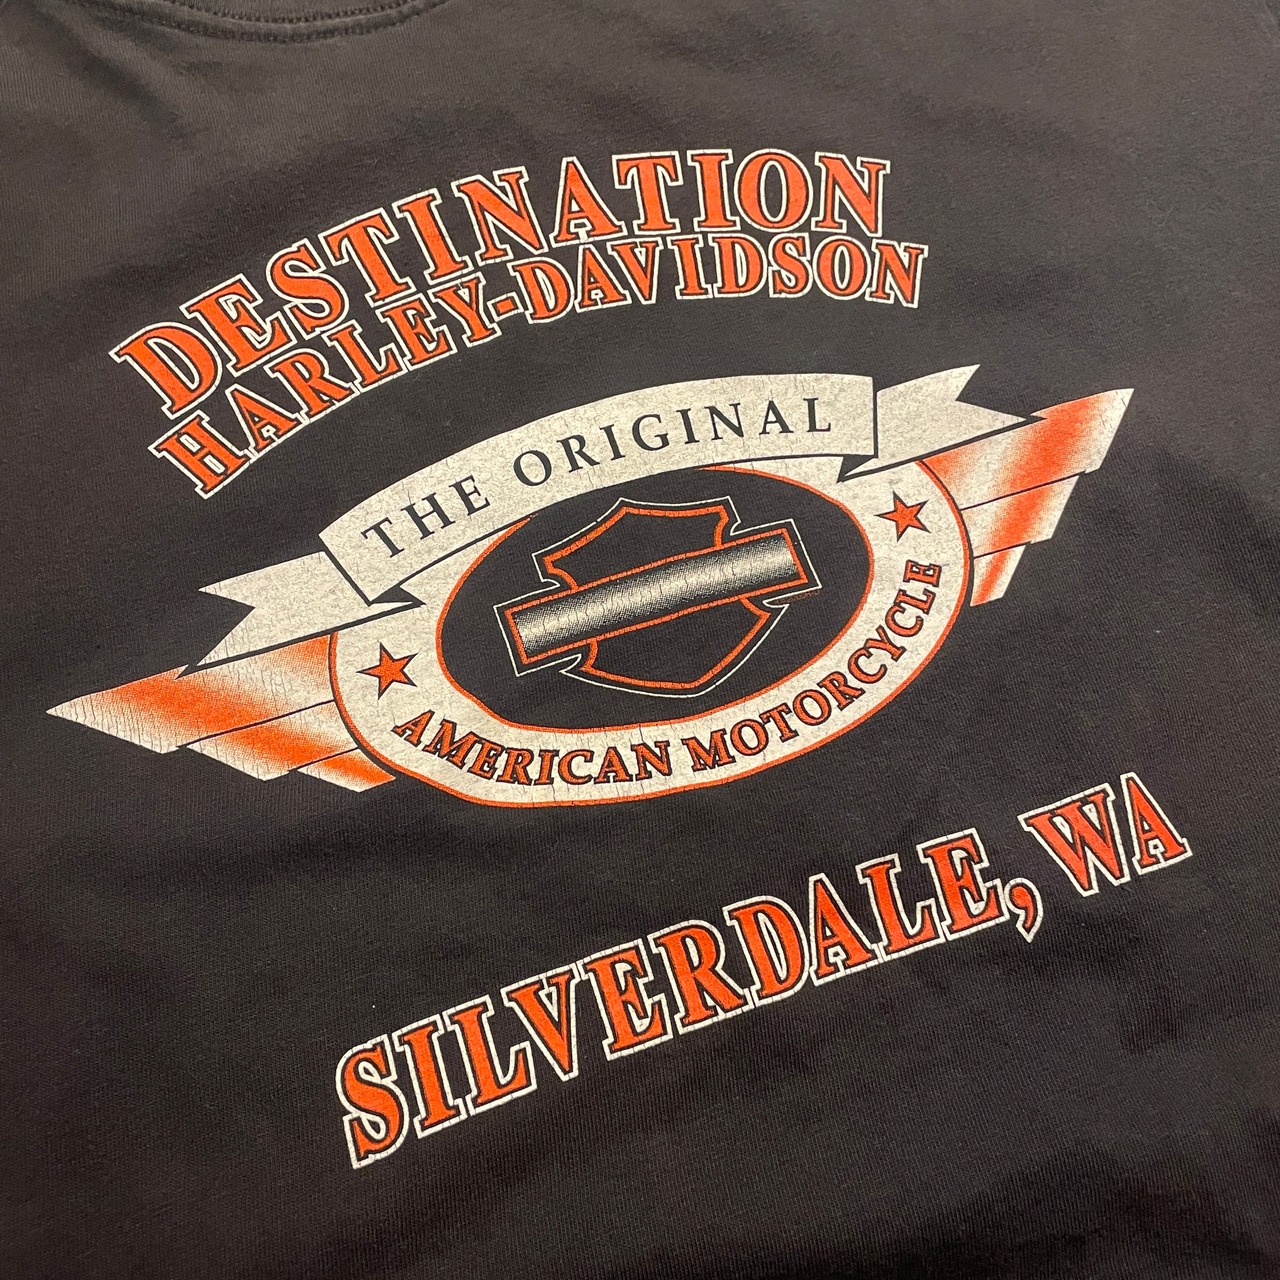 DESTINATION
HARLEY-DAVIDSON
THE ORIGINAL
AMERICAN MOTORCYCLE
SILVERDALE, WA